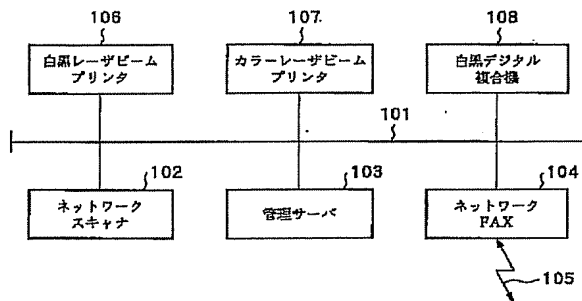 106
107
108
白黒レーザビーム
プリンタ
カラーレーザビーム
プリンタ
白黒デジタル
複合機
101
102
103
104
ネットワーク
スキャナ
管理サーバ
ネットワーク
FAX
105